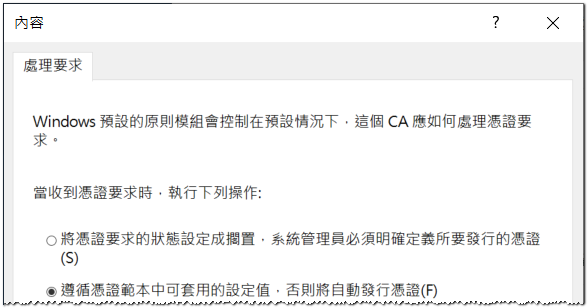 內容
處理要求
Windows 預設的原則模組會控制在預設情況下，這個 CA 應如何處理憑證要
求。
當收到憑證要求時，執行下列操作:
將憑證要求的狀態設定成擱置，系統管理員必須明確定義所要發行的憑證
(S)
遵循憑證範本中可套用的設定值，否則將自動發行憑證(F)